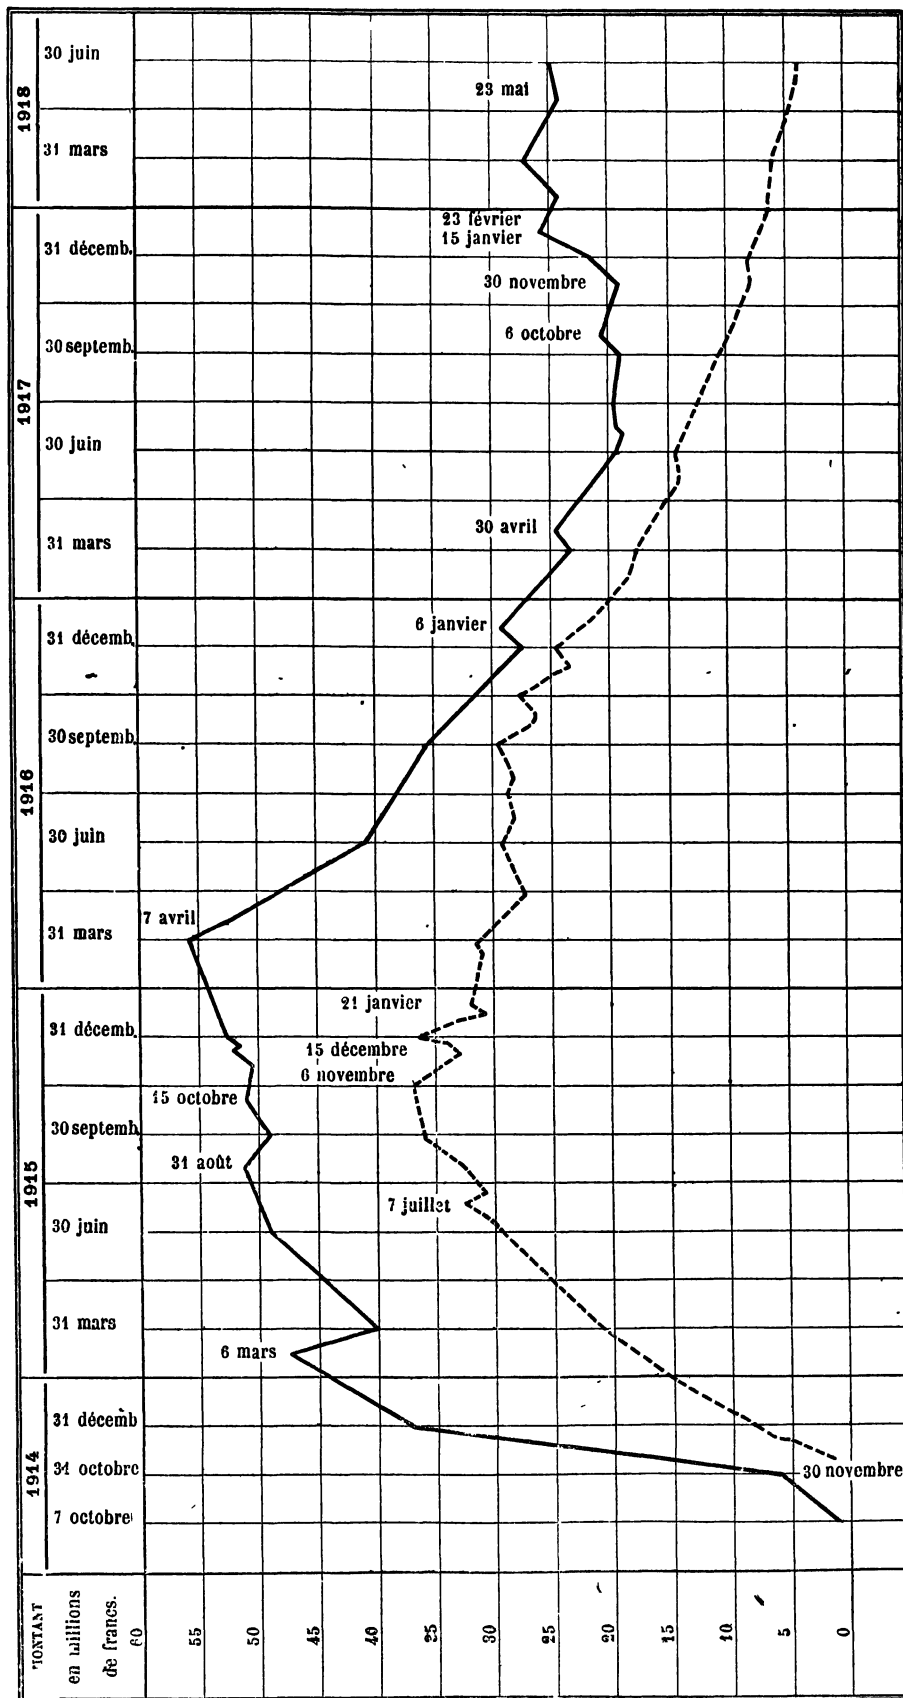 1918
30 juin
23 mai
31 mars
23 février
15 janvier
1917
31 décemb.
30 novembre
6 octobre
30 septemb.
30 juin
30 avril
31 mars
1916
6 janvier
31 décemb.
30 septemb.
30 juin
7 avril
31 mars
1915
21 janvier
31 décemb.
15 décembre
6 novembre
15 octobre
30 septemb.
31 août
7 juillet
30 juin
31 mars
6 mars
1914
31 décemb
31 octobre
30 novembre
7 octobre
MONTANT
en millions
de francs.
60
55
50
45
40
35
30
25
20
15
10
5
0